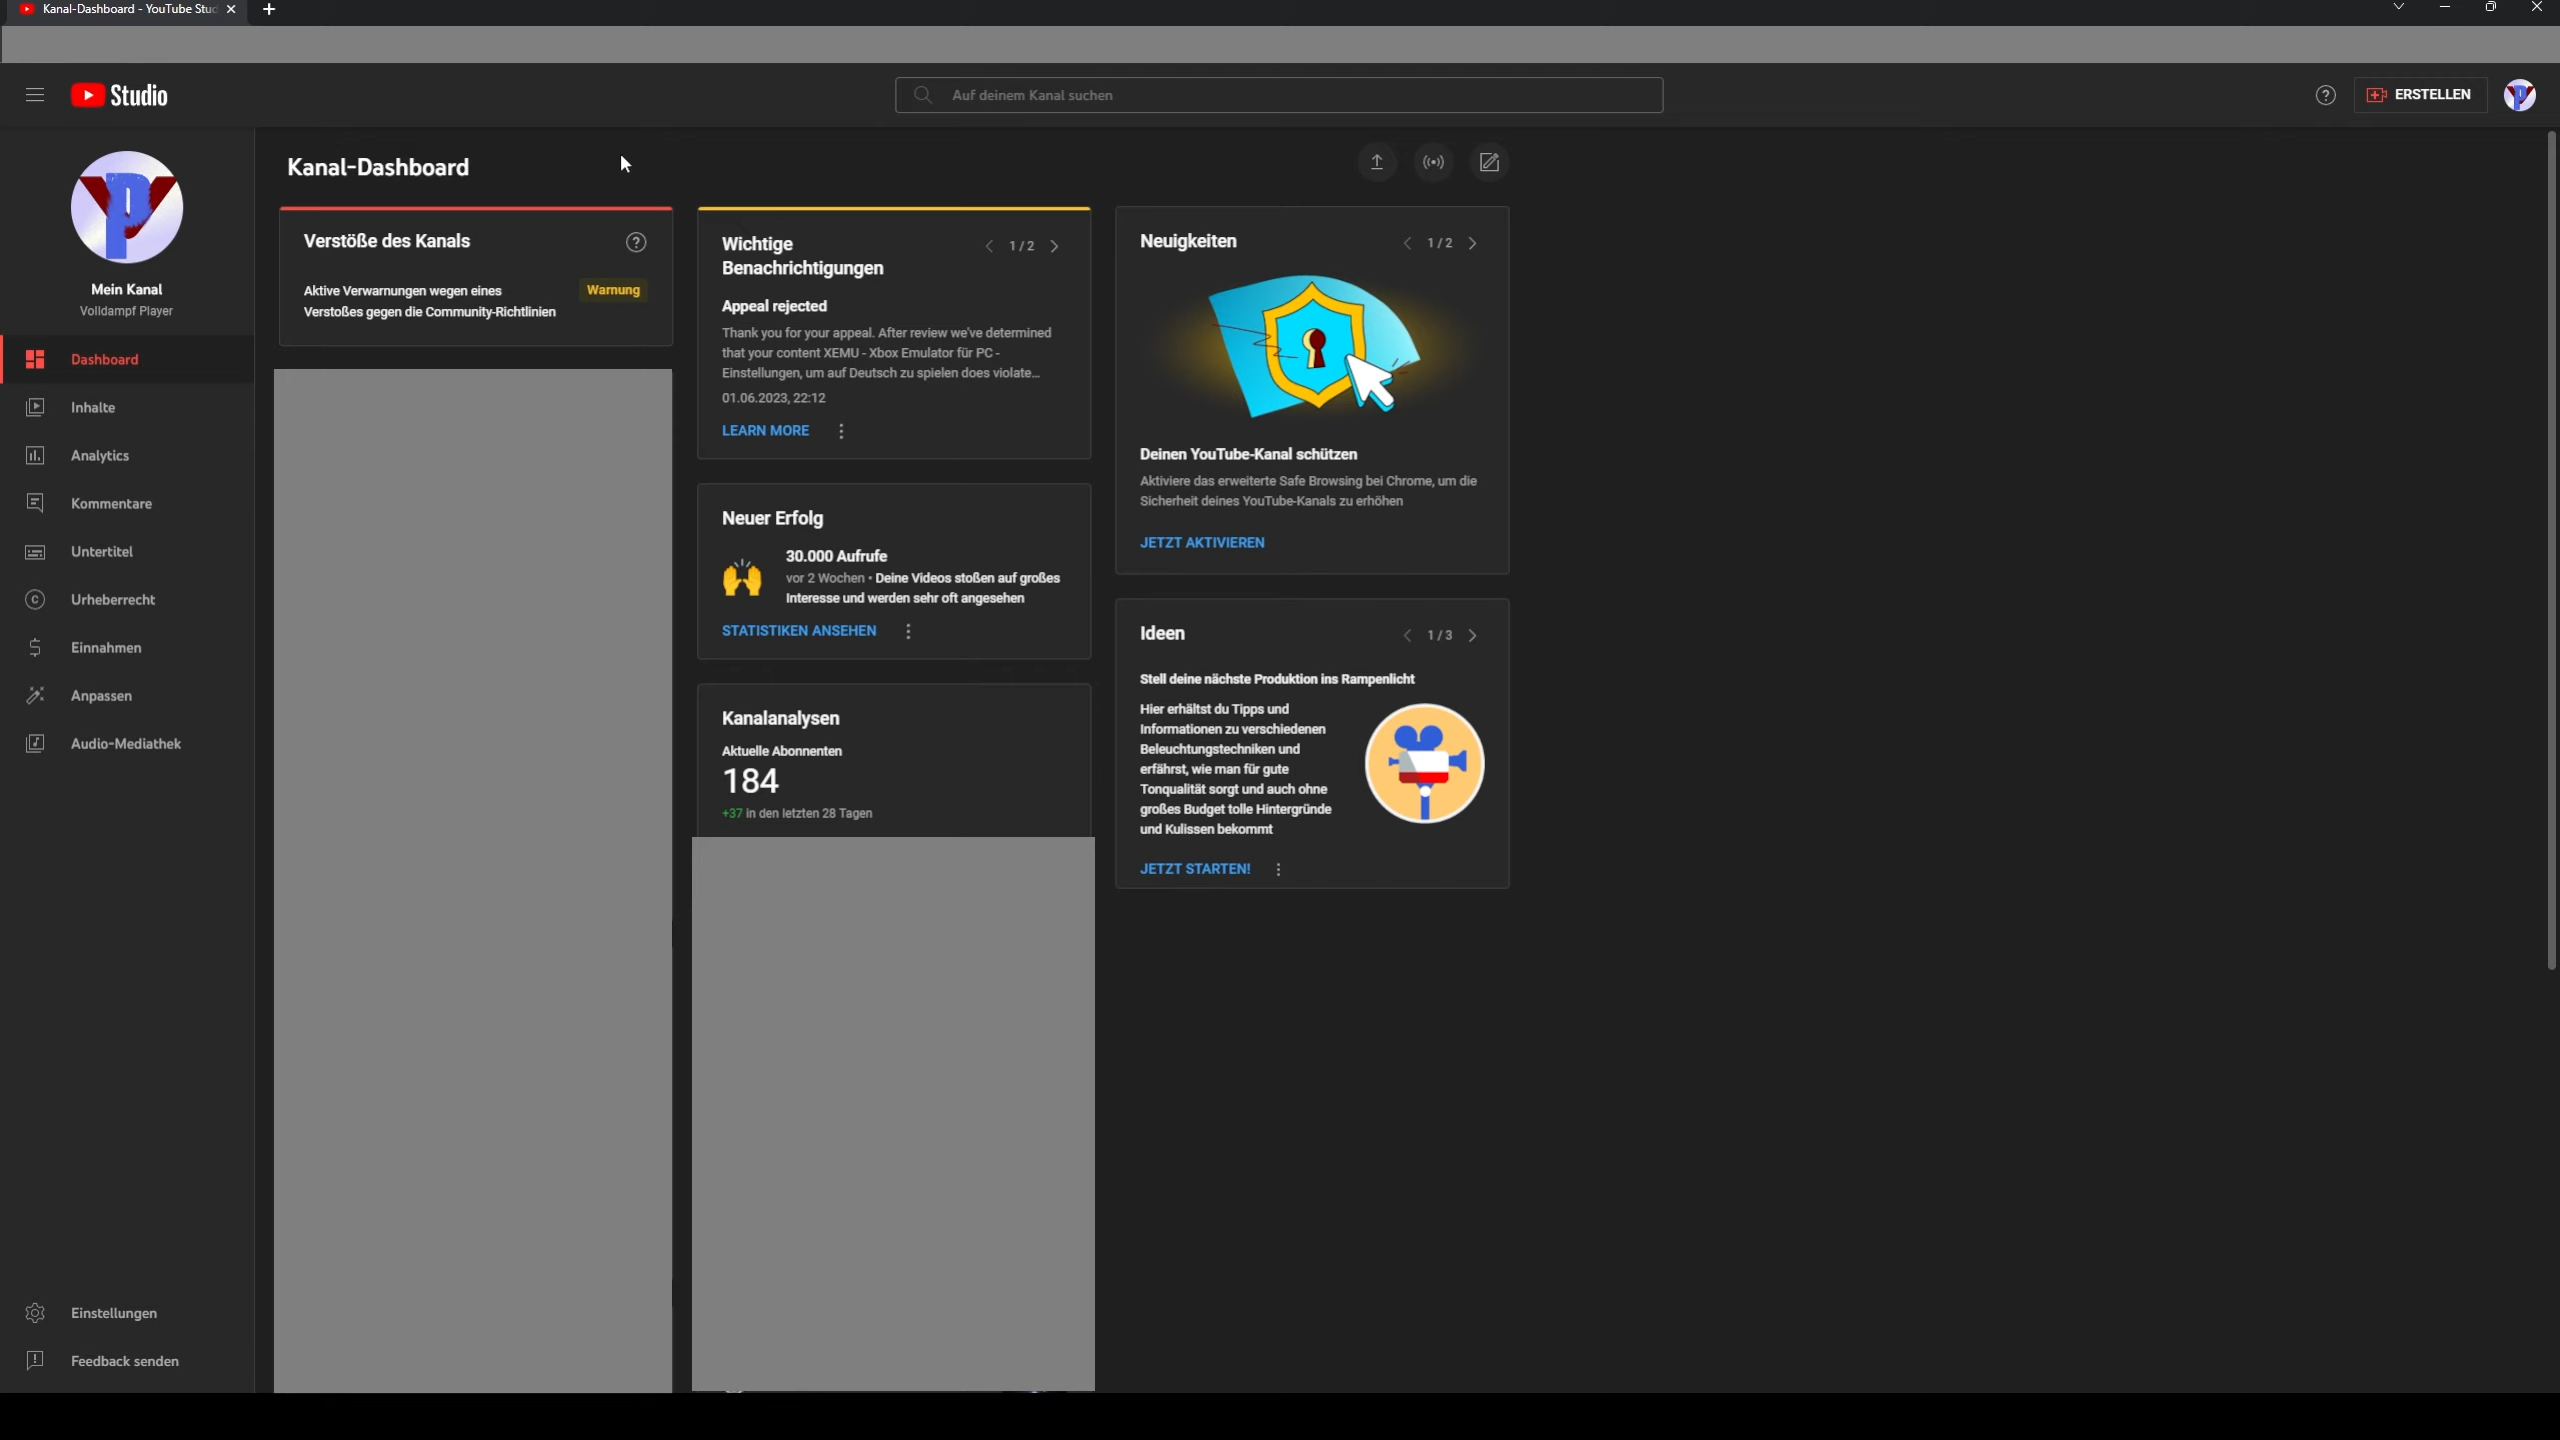 Kanal-Dashboard - YouTube Stud
Studio
Auf deinem Kanal suchen
ERSTELLEN
Mein Kanal
Volldampf Player
Dashboard
Inhalte
Analytics
Kommentare
Untertitel
Urheberrecht
Einnahmen
Anpassen
Audio-Mediathek
Einstellungen
Feedback senden
Kanal-Dashboard
Verstöße des Kanals
Aktive Verwarnungen wegen eines
Verstoßes gegen die Community-Richtlinien
Warnung
Wichtige
Benachrichtigungen
1/2
Appeal rejected
Thank you for your appeal. After review we've determined
that your content XEMU - Xbox Emulator für PC -
Einstellungen, um auf Deutsch zu spielen does violate...
01.06.2023, 22:12
LEARN MORE
Neuer Erfolg
30.000 Aufrufe
vor 2 Wochen • Deine Videos stoßen auf großes
Interesse und werden sehr oft angesehen
STATISTIKEN ANSEHEN
Kanalanalysen
Aktuelle Abonnenten
184
+37 in den letzten 28 Tagen
Neuigkeiten
1/2
Deinen YouTube-Kanal schützen
Aktiviere das erweiterte Safe Browsing bei Chrome, um die
Sicherheit deines YouTube-Kanals zu erhöhen
JETZT AKTIVIEREN
Ideen
1/3
Stell deine nächste Produktion ins Rampenlicht
Hier erhältst du Tipps und
Informationen zu verschiedenen
Beleuchtungstechniken und
erfährst, wie man für gute
Tonqualität sorgt und auch ohne
großes Budget tolle Hintergründe
und Kulissen bekommt
JETZT STARTEN!